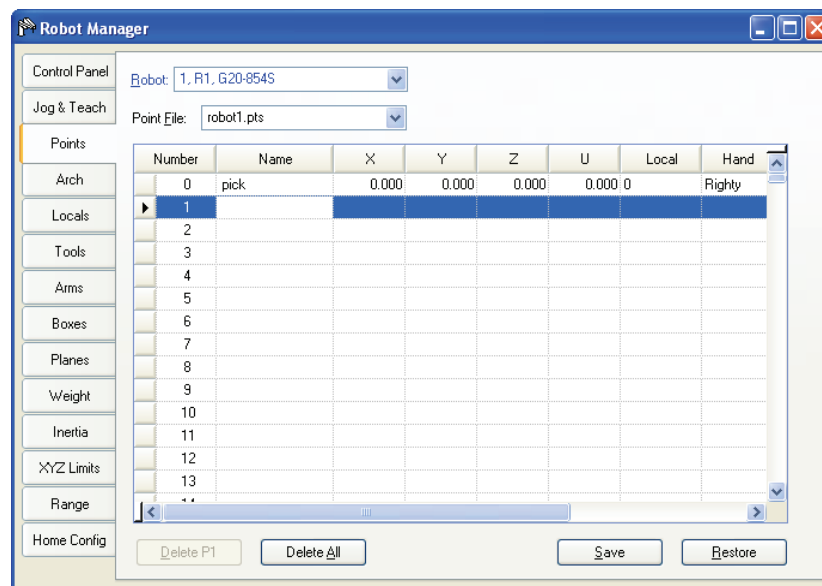 Robot Manager
Control Panel
Jog & Teach
Points
Arch
Locals
Tools
Arms
Boxes
Planes
Weight
Inertia
XYZ Limits
Range
Home Config
Robot: 1, R1, G20-854S
Point File: robot1.pts
Number Name X Y Z U Local Hand
0 pick 0.000 0.000 0.000 0.000 0 Righty
1
2
3
4
5
6
7
8
9
10
11
12
13
Delete P1 Delete All Save Restore